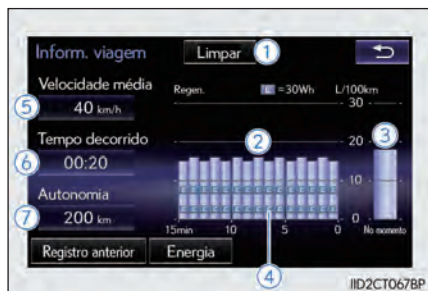 Inform. viagem Limpar 1
Velocidade média Regen. E =30Wh L/100km
5 40 km/h 30
Tempo decorrido 2 20 3
6 00:20
Autonomia 10
7 200 km 0
15min 10 5 0 No momento
Registro anterior Energia 4
IID2CT067BP